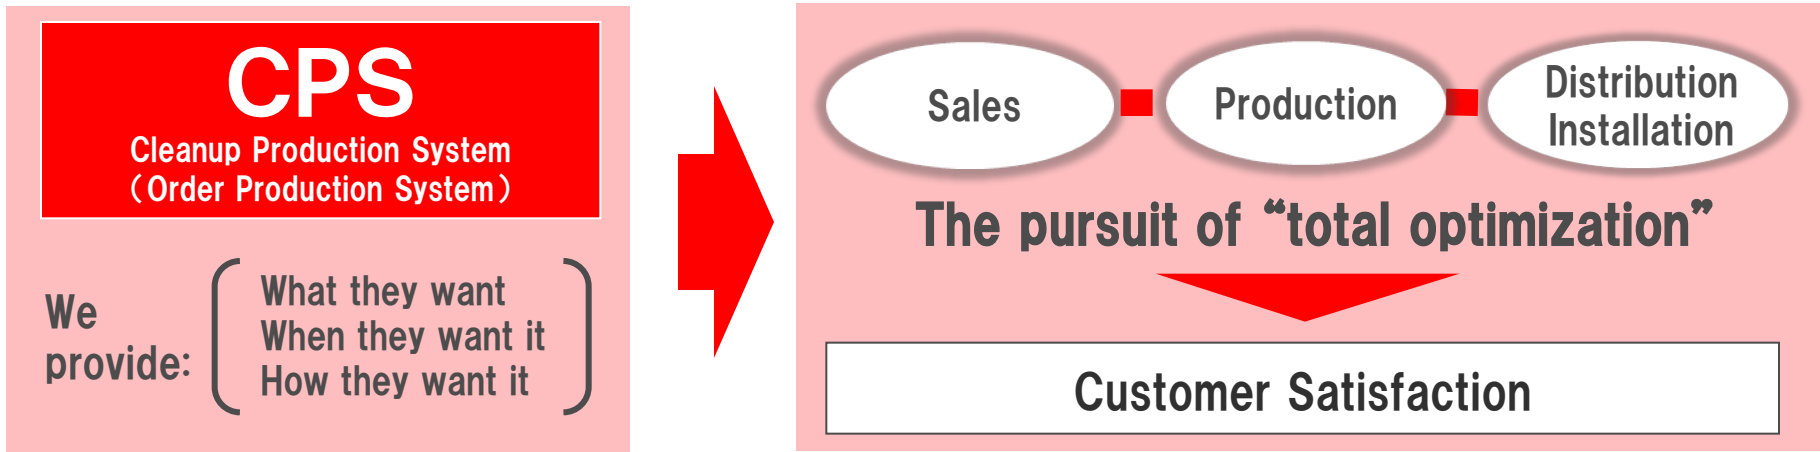 CPS
Cleanup Production System
（Order Production System）
We
provide:
What they want
When they want it
How they want it
Sales
Production
Distribution
Installation
The pursuit of “total optimization”
Customer Satisfaction